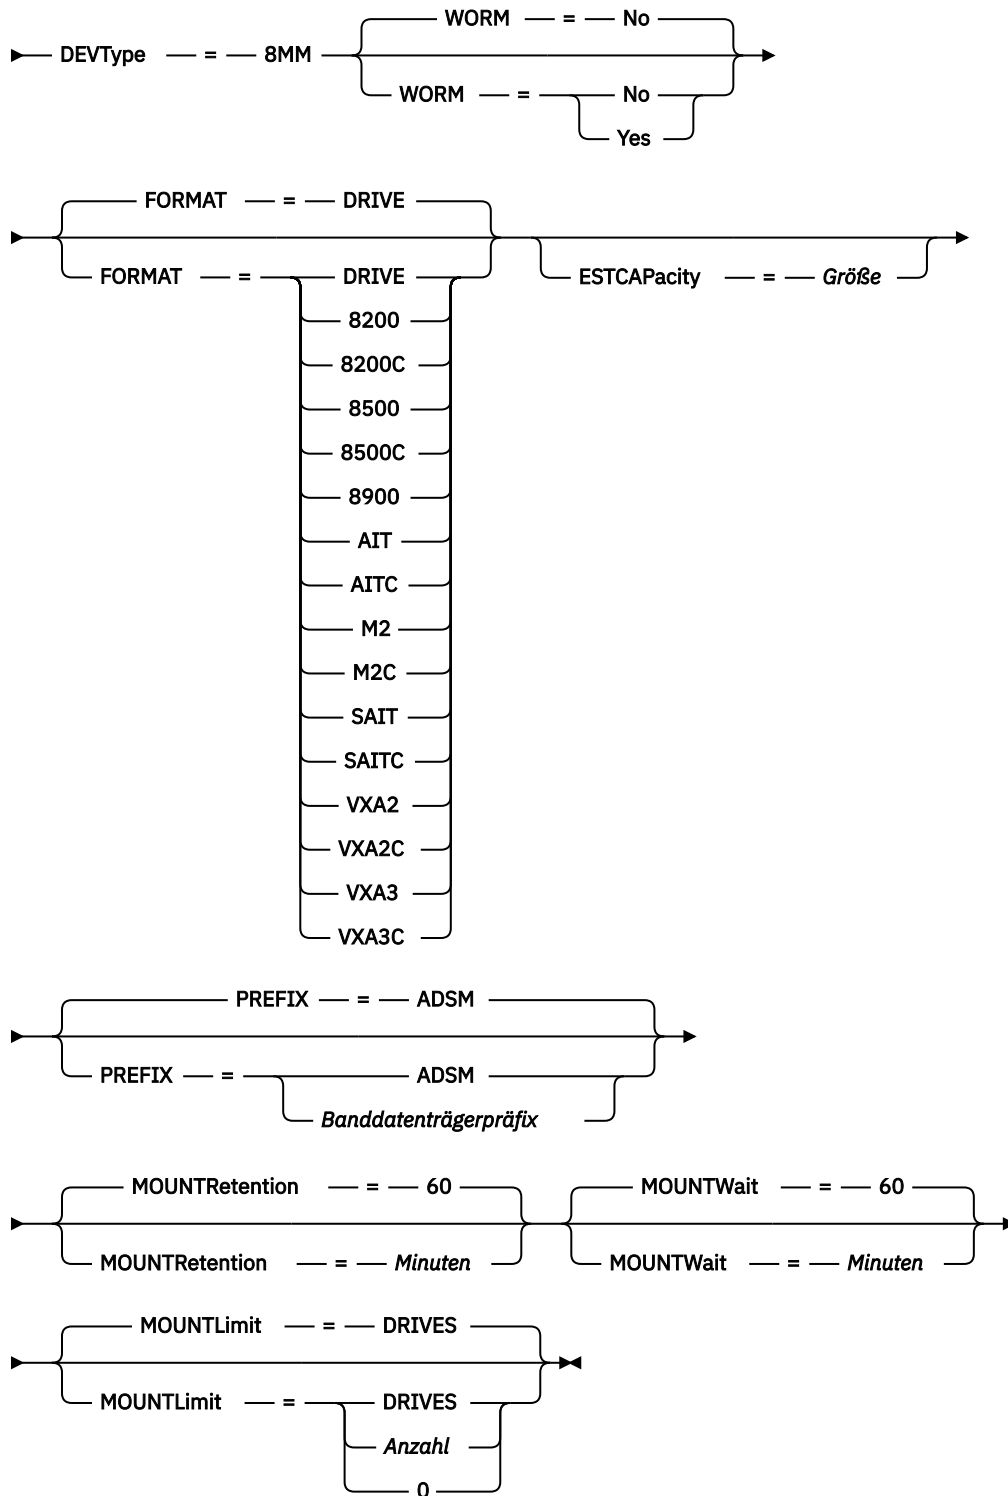 WORM = No
DEVType = 8MM
WORM = No
Yes
FORMAT = DRIVE
FORMAT = DRIVE
ESTCAPacity = Größe
8200
8200C
8500
8500C
8900
AIT
AITC
M2
M2C
SAIT
SAITC
VXA2
VXA2C
VXA3
VXA3C
PREFIX = ADSM
PREFIX = ADSM
Banddatenträgerpräfix
MOUNTRetention = 60 MOUNTWait = 60
MOUNTRetention = Minuten MOUNTWait = Minuten
MOUNTLimit = DRIVES
MOUNTLimit = DRIVES
Anzahl
0